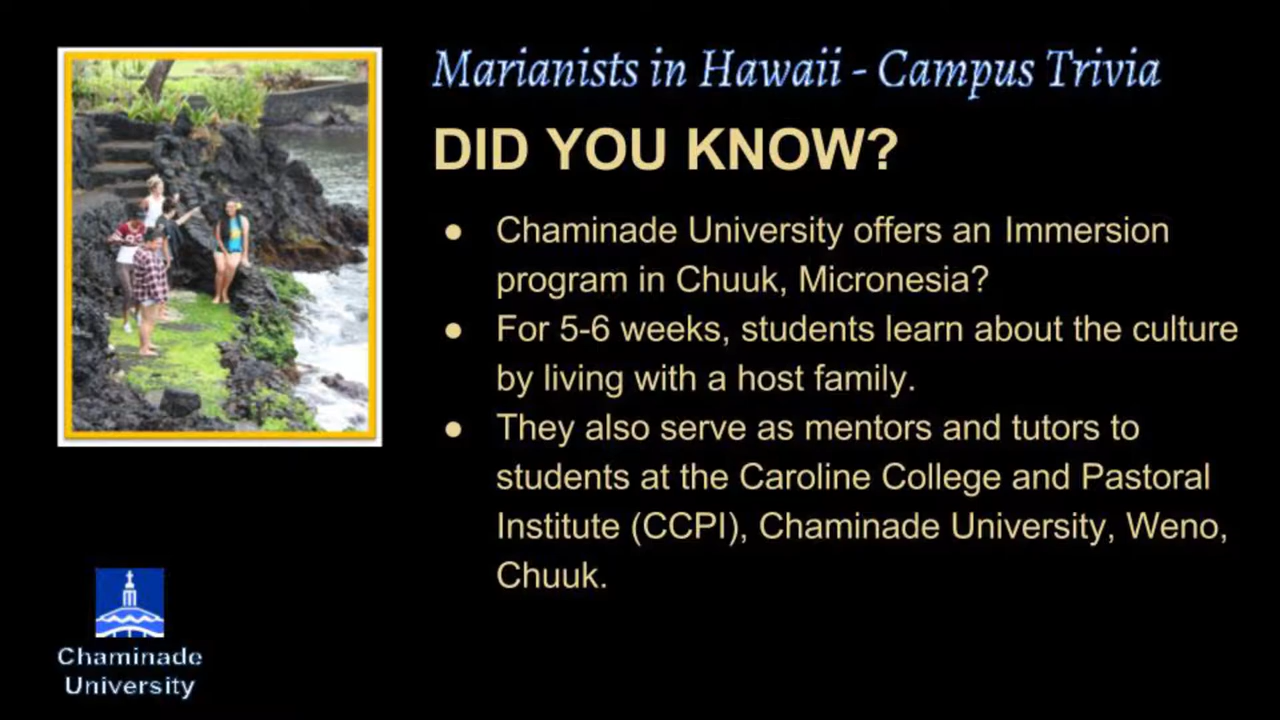 Marianists in Hawaii - Campus Trivia
DID YOU KNOW?
● Chaminade University offers an Immersion
program in Chuuk, Micronesia?
● For 5-6 weeks, students learn about the culture
by living with a host family.
● They also serve as mentors and tutors to
students at the Caroline College and Pastoral
Institute (CCPI), Chaminade University, Weno,
Chuuk.
Chaminade
University